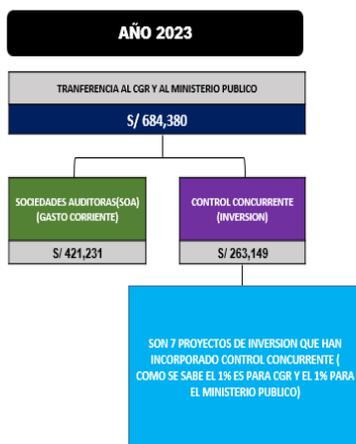 AÑO 2023
TRANFERENCIA AL CGR Y AL MINISTERIO PUBLICO
S/ 684,380
SOCIEDADES AUDITORAS(SOA)
(GASTO CORRIENTE)
S/ 421,231
CONTROL CONCURRENTE
(INVERSION)
S/ 263,149
SON 7 PROYECTOS DE INVERSION QUE HAN
INCORPORADO CONTROL CONCURRENTE (
COMO SE SABE EL 1% ES PARA CGR Y EL 1% PARA
EL MINISTERIO PUBLICO)